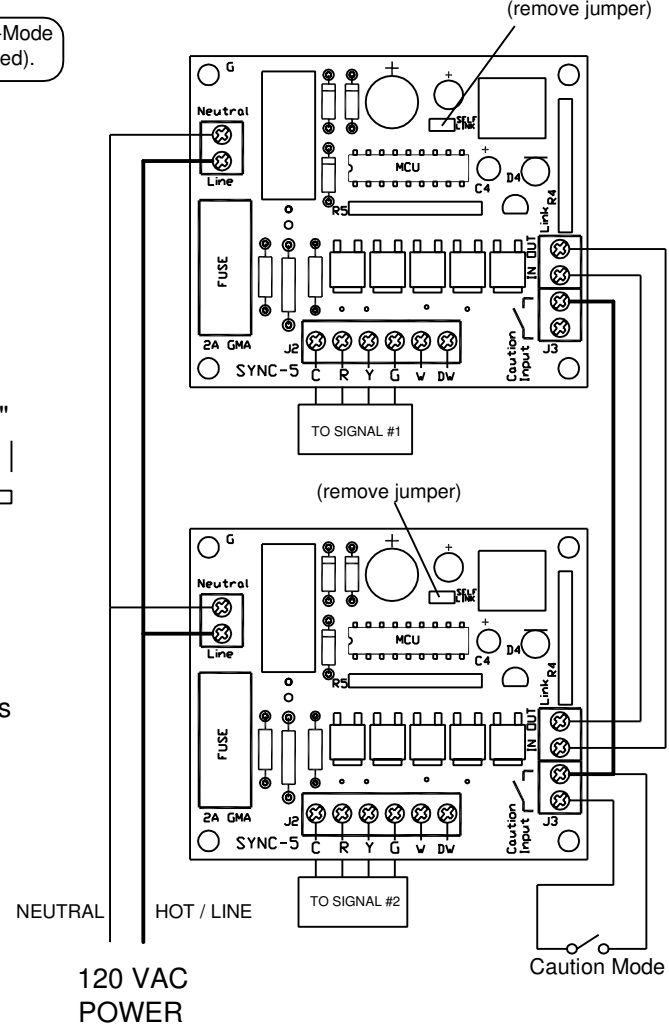 (remove jumper)
-Mode
ed).
G
Neutral
Line
SELF
LINK
MCU
C4
D4
R4
R5
Link
OUT
IN
FUSE
2A GMA
J2
J3
SYNC-5
C R Y G W DW
Caution
Input
TO SIGNAL #1
"
(remove jumper)
G
Neutral
Line
SELF
LINK
MCU
C4
D4
R4
R5
Link
OUT
IN
s
FUSE
2A GMA
J2
J3
SYNC-5
C R Y G W DW
Caution
Input
TO SIGNAL #2
NEUTRAL
HOT / LINE
Caution Mode
120 VAC
POWER